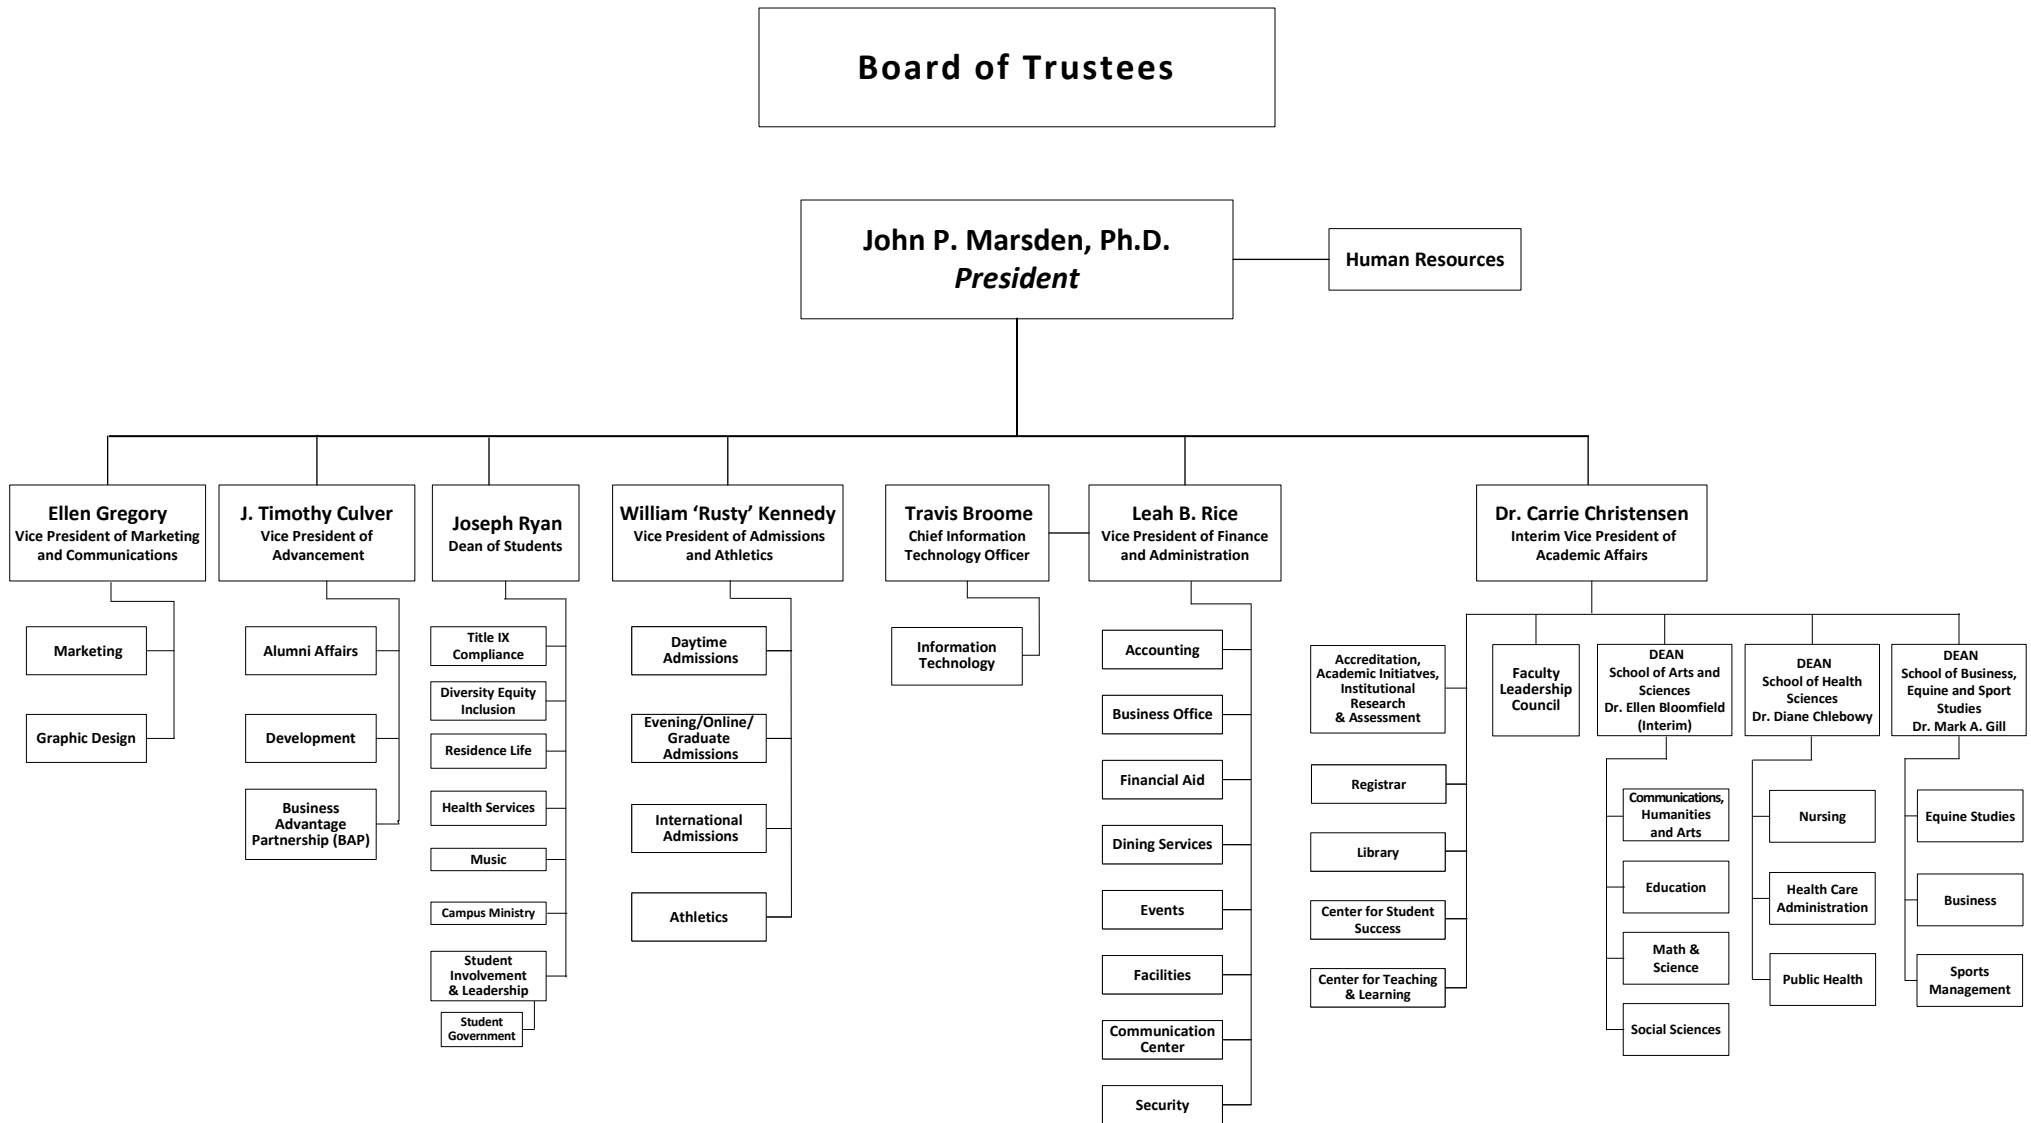 Board of Trustees
John P. Marsden, Ph.D.
President
Human Resources
Ellen Gregory
Vice President of Marketing
and Communications
J. Timothy Culver
Vice President of
Advancement
Joseph Ryan
Dean of Students
William ‘Rusty’ Kennedy
Vice President of Admissions
and Athletics
Travis Broome
Chief Information
Technology Officer
Leah B. Rice
Vice President of Finance
and Administration
Dr. Carrie Christensen
Interim Vice President of
Academic Affairs
Marketing
Graphic Design
Alumni Affairs
Development
Business
Advantage
Partnership (BAP)
Title IX
Compliance
Diversity Equity
Inclusion
Residence Life
Health Services
Music
Campus Ministry
Student
Involvement
& Leadership
Student
Government
Daytime
Admissions
Evening/Online/
Graduate
Admissions
International
Admissions
Athletics
Information
Technology
Accounting
Business Office
Financial Aid
Dining Services
Events
Facilities
Communication
Center
Security
Accreditation,
Academic Initiatves,
Institutional
Research
& Assessment
Registrar
Library
Center for Student
Success
Center for Teaching
& Learning
Faculty
Leadership
Council
DEAN
School of Arts and
Sciences
Dr. Ellen Bloomfield
(Interim)
Communications,
Humanities
and Arts
Education
Math &
Science
Social Sciences
DEAN
School of Health
Sciences
Dr. Diane Chlebowy
Nursing
Health Care
Administration
Public Health
DEAN
School of Business,
Equine and Sport
Studies
Dr. Mark A. Gill
Equine Studies
Business
Sports
Management